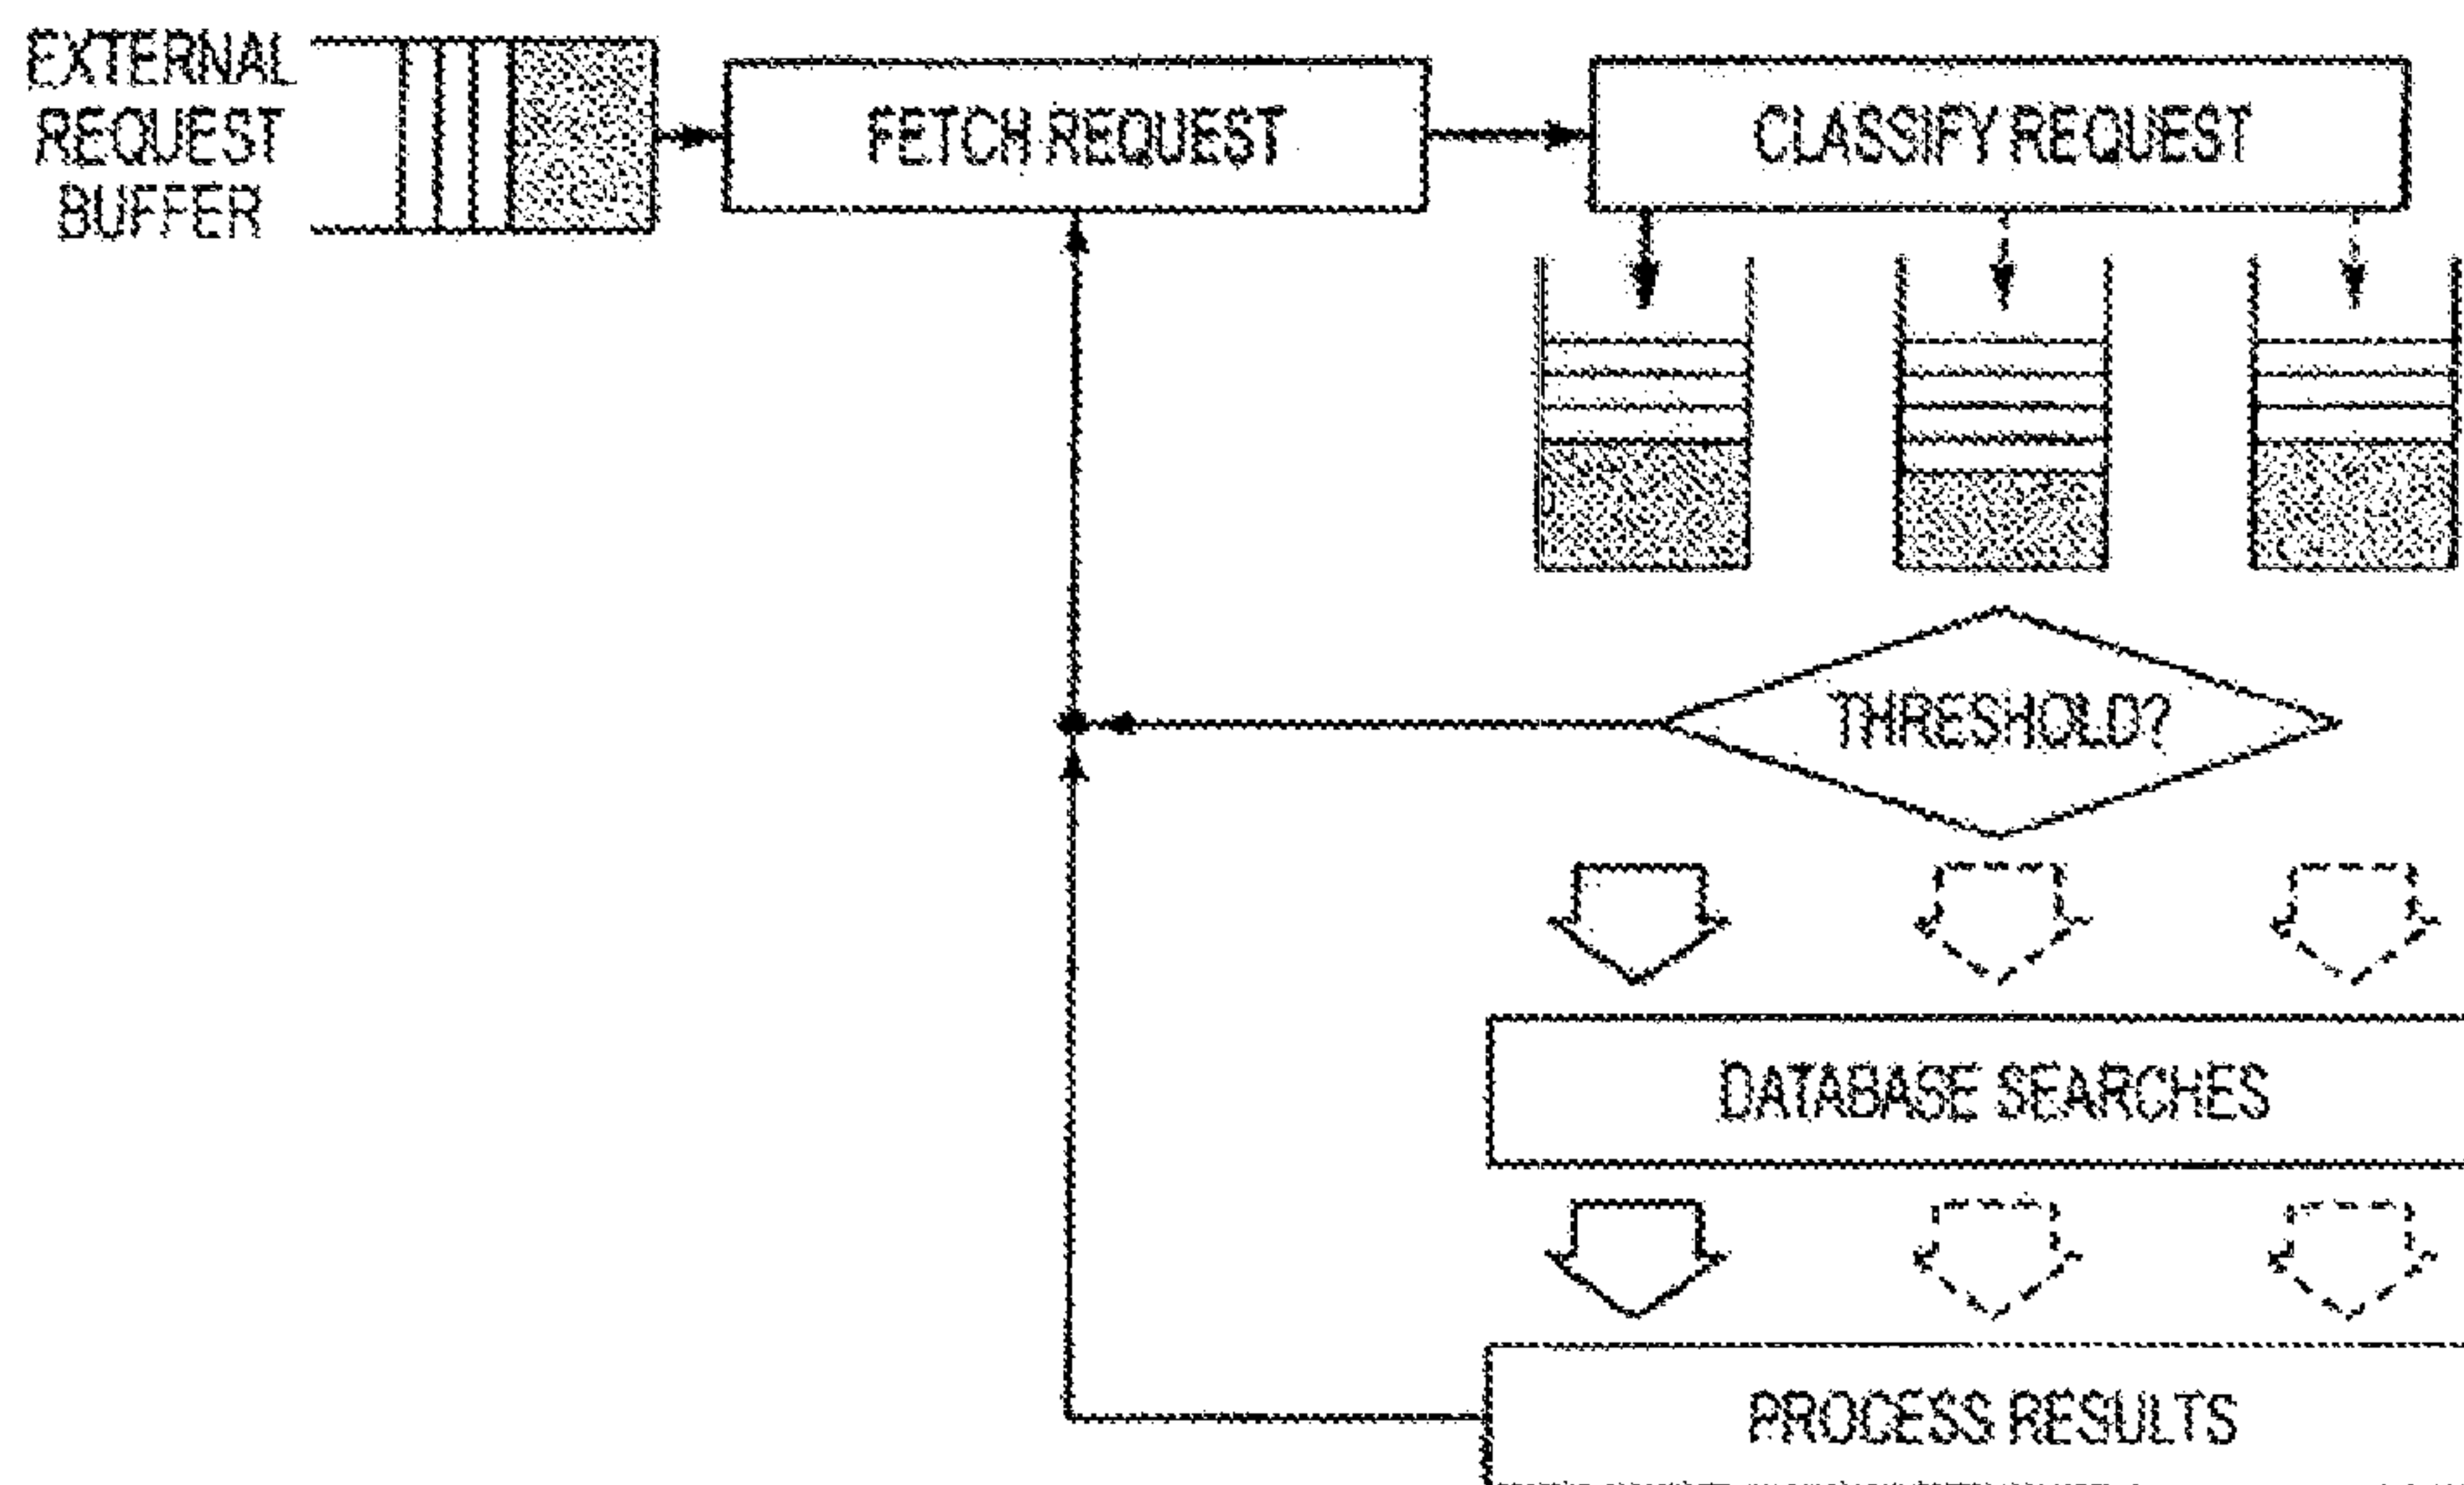 EXTERNAL
REQUEST
BUFFER
FETCH REQUEST
CLASSIFY REQUEST
THRESHOLD?
DATABASE SEARCHES
PROCESS RESULTS